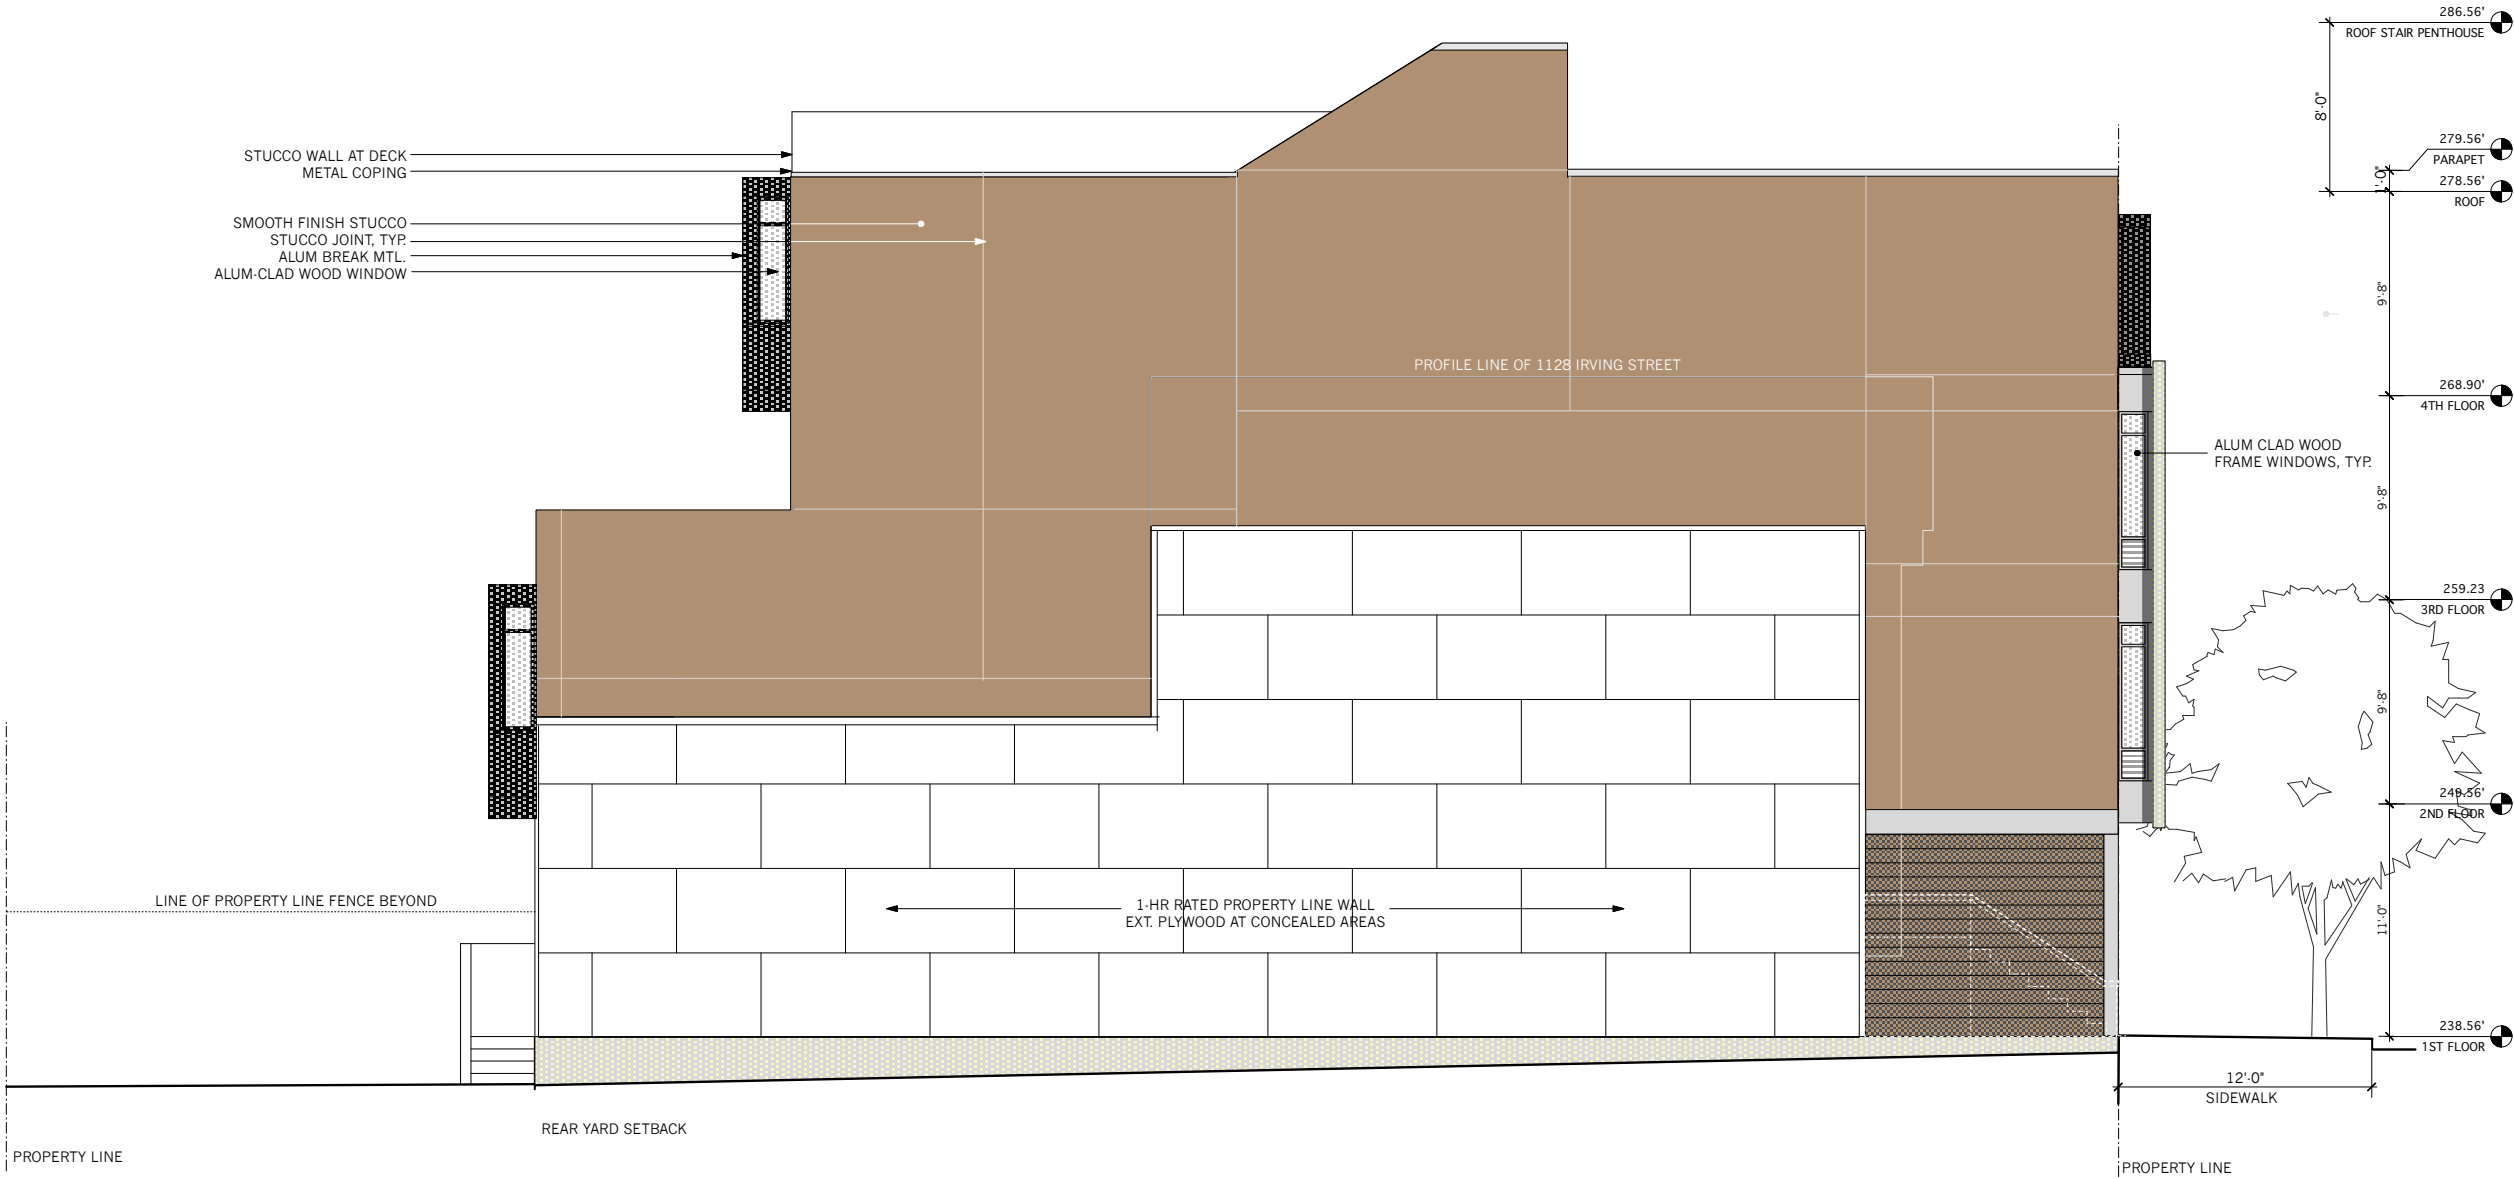 286.56'
ROOF STAIR PENTHOUSE
8'-0"
279.56'
PARAPET
1'-0"
278.56'
ROOF
STUCCO WALL AT DECK
METAL COPING
SMOOTH FINISH STUCCO
STUCCO JOINT, TYP.
ALUM BREAK MTL.
ALUM-CLAD WOOD WINDOW
9'-8"
PROFILE LINE OF 1128 IRVING STREET
268.90'
4TH FLOOR
ALUM CLAD WOOD
FRAME WINDOWS, TYP.
9'-8"
259.23
3RD FLOOR
9'-8"
249.56'
2ND FLOOR
LINE OF PROPERTY LINE FENCE BEYOND
1-HR RATED PROPERTY LINE WALL
EXT. PLYWOOD AT CONCEALED AREAS
11'-0"
238.56'
1ST FLOOR
12'-0"
SIDEWALK
REAR YARD SETBACK
PROPERTY LINE
PROPERTY LINE